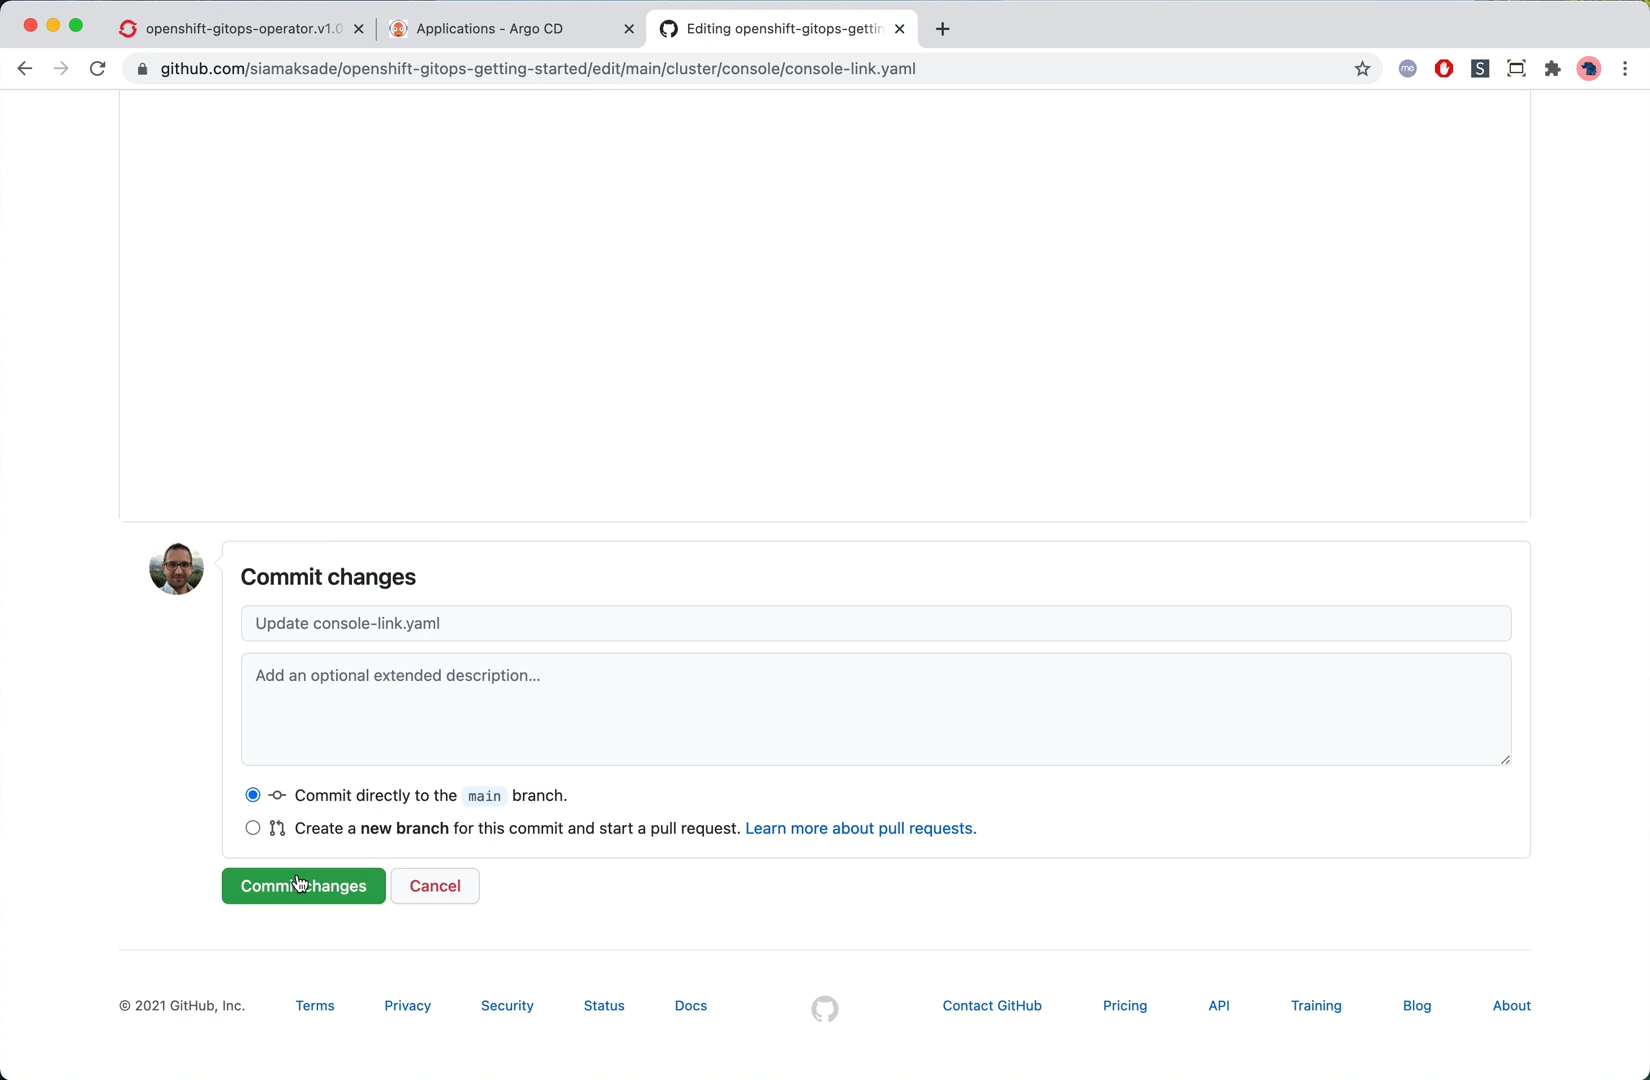 openshift-gitops-operator.v1.0
Applications - Argo CD
Editing openshift-gitops-gettin
github.com/siamaksade/openshift-gitops-getting-started/edit/main/cluster/console/console-link.yaml
me
S
Commit changes
Update console-link.yaml
Add an optional extended description...
Commit directly to the main branch.
Create a new branch for this commit and start a pull request. Learn more about pull requests.
Commit changes Cancel
© 2021 GitHub, Inc. Terms Privacy Security Status Docs Contact GitHub Pricing API Training Blog About